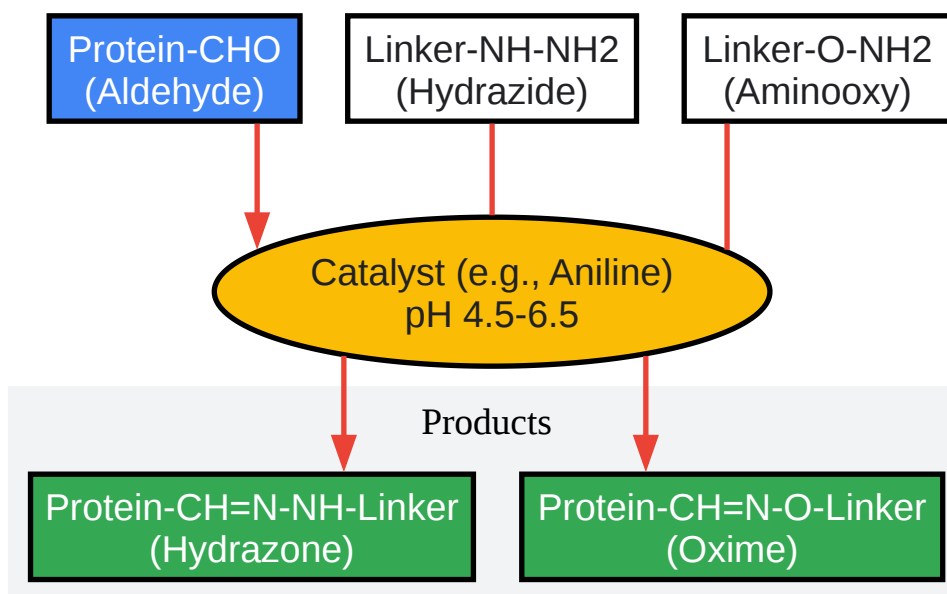 Protein-CHO
(Aldehyde)
Linker-NH-NH2
(Hydrazide)
Linker-O-NH2
(Aminooxy)
Catalyst (e.g., Aniline)
pH 4.5-6.5
Products
Protein-CH=N-NH-Linker
(Hydrazone)
Protein-CH=N-O-Linker
(Oxime)